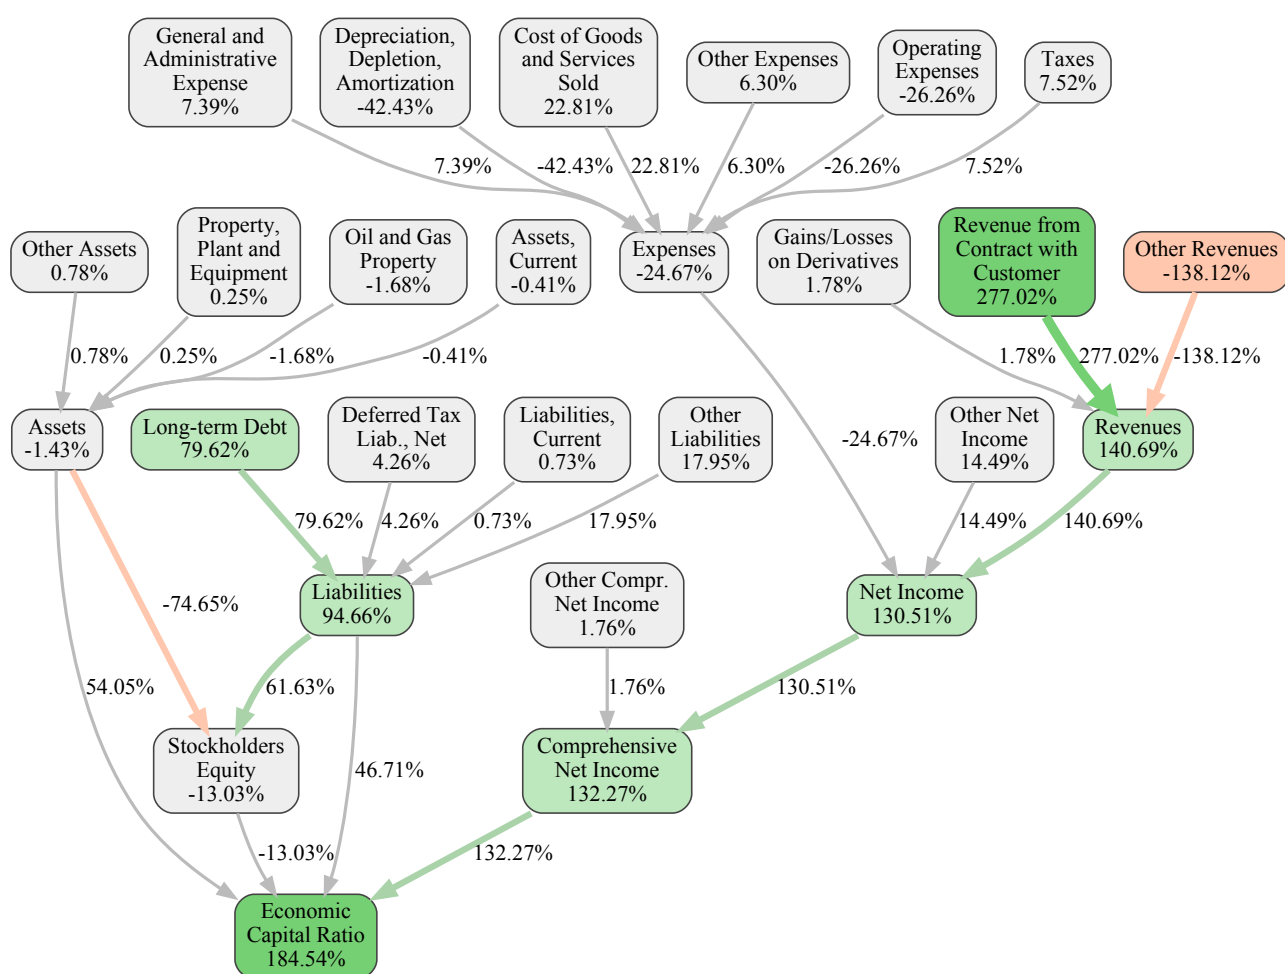 General and
Administrative
Expense
7.39%
Depreciation,
Depletion,
Amortization
-42.43%
Cost of Goods
and Services
Sold
22.81%
Other Expenses
6.30%
Operating
Expenses
-26.26%
Taxes
7.52%
7.39%
-42.43%
22.81%
6.30%
-26.26%
7.52%
Other Assets
0.78%
Property,
Plant and
Equipment
0.25%
Oil and Gas
Property
-1.68%
Assets,
Current
-0.41%
Expenses
-24.67%
Gains/Losses
on Derivatives
1.78%
Revenue from
Contract with
Customer
277.02%
Other Revenues
-138.12%
0.78%
0.25%
-1.68%
-0.41%
1.78%
277.02%
-138.12%
Assets
-1.43%
Long-term Debt
79.62%
Deferred Tax
Liab., Net
4.26%
Liabilities,
Current
0.73%
Other
Liabilities
17.95%
-24.67%
Other Net
Income
14.49%
Revenues
140.69%
79.62%
4.26%
0.73%
17.95%
14.49%
140.69%
-74.65%
Liabilities
94.66%
Other Compr.
Net Income
1.76%
Net Income
130.51%
54.05%
61.63%
1.76%
130.51%
Stockholders
Equity
-13.03%
46.71%
Comprehensive
Net Income
132.27%
-13.03%
132.27%
Economic
Capital Ratio
184.54%